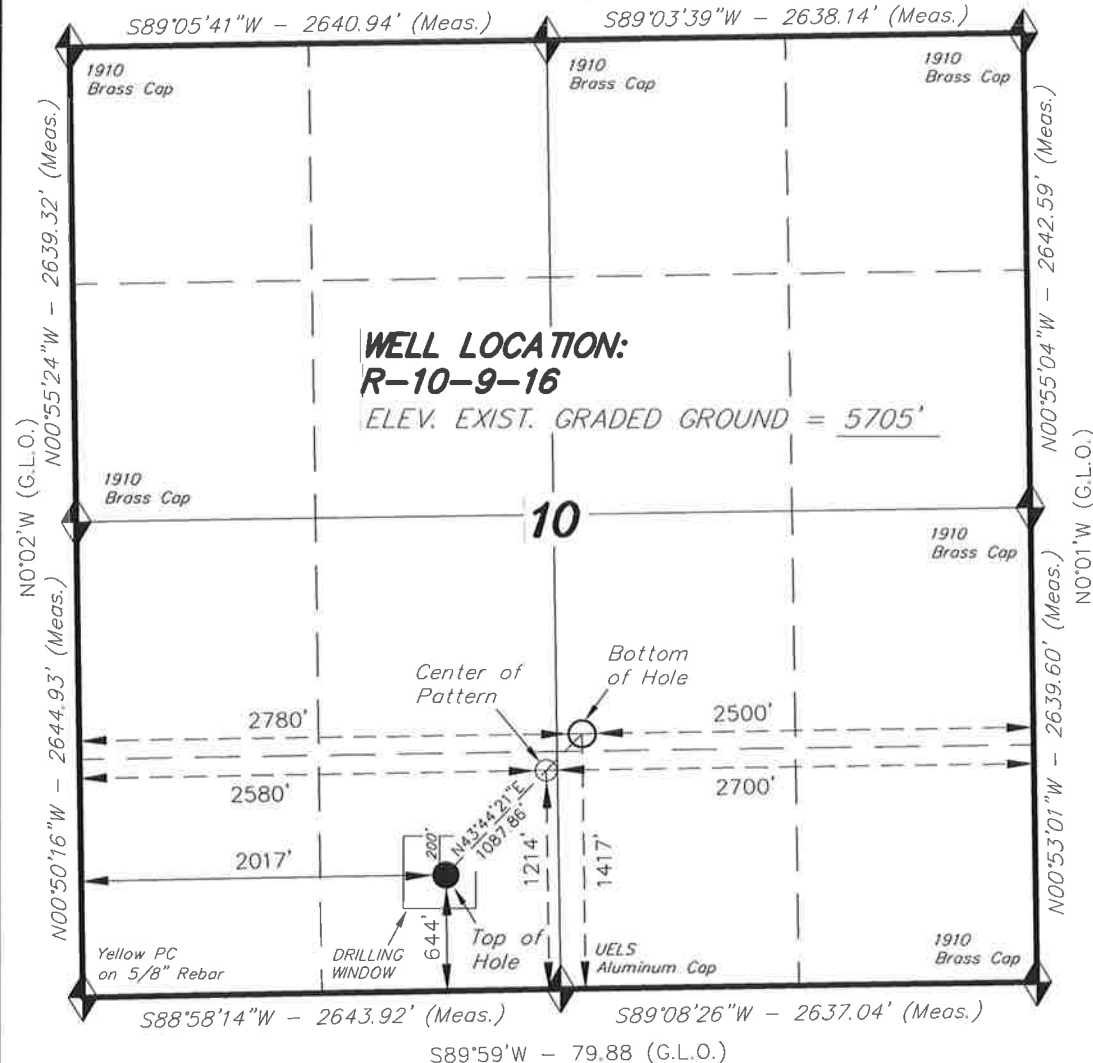 S89°05'41"W - 2640.94' (Meas.)
S89°03'39"W - 2638.14' (Meas.)
1910
Brass Cap
1910
Brass Cap
1910
Brass Cap
N00°55'24"W - 2639.32' (Meas.)
N00°55'04"W - 2642.59' (Meas.)
WELL LOCATION:
R-10-9-16
ELEV. EXIST. GRADED GROUND = 5705'
N0°02'W (G.L.O.)
N0°01'W (G.L.O.)
1910
Brass Cap
10
1910
Brass Cap
N00°50'16"W - 2644.93' (Meas.)
N00°53'01"W - 2639.60' (Meas.)
Center of
Pattern
Bottom
of Hole
2780'
2500'
2580'
2700'
N43°44'21"E
1087.86'
200'
2017'
1214'
1417'
644'
Top of
Hole
DRILLING
WINDOW
Yellow PC
on 5/8" Rebar
UELS
Aluminum Cap
1910
Brass Cap
S88°58'14"W - 2643.92' (Meas.)
S89°08'26"W - 2637.04' (Meas.)
S89°59'W - 79.88 (G.L.O.)